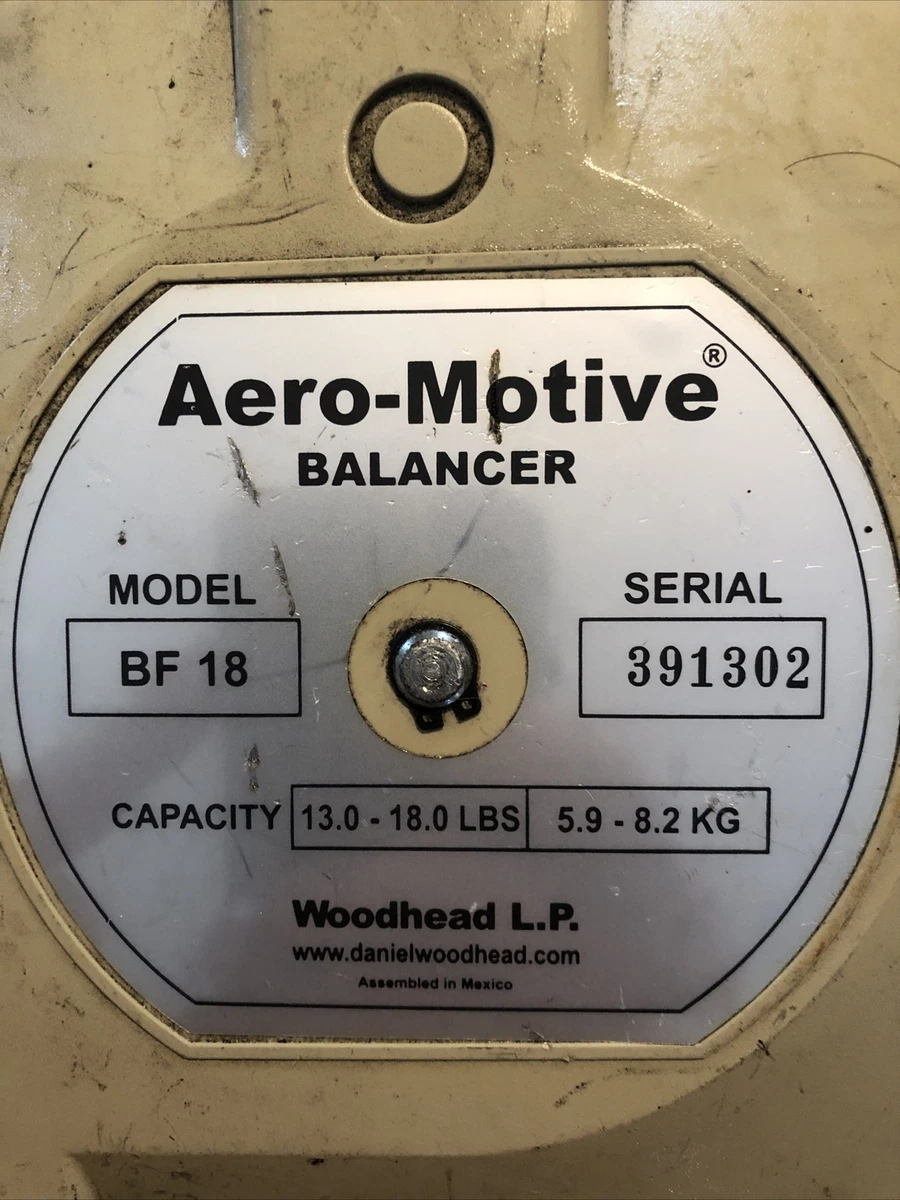 Aero-Motive®
BALANCER
MODEL
SERIAL
BF 18
391302
CAPACITY 13.0 - 18.0 LBS 5.9 - 8.2 KG
Woodhead L.P.
www.danielwoodhead.com
Assembled in Mexico